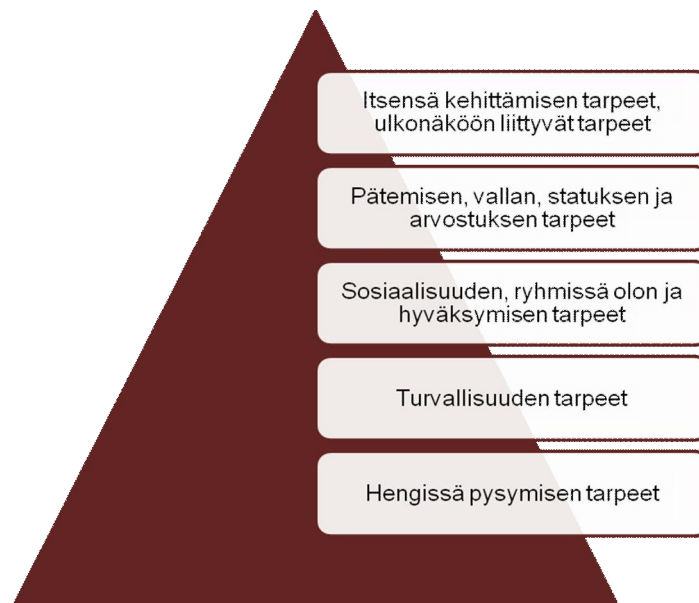 Itsensä kehittämisen tarpeet,
ulkonäköön liittyvät tarpeet
Pätemisen, vallan, statuksen ja
arvostuksen tarpeet
Sosiaalisuuden, ryhmissä olon ja
hyväksymisen tarpeet
Turvallisuuden tarpeet
Hengissä pysymisen tarpeet